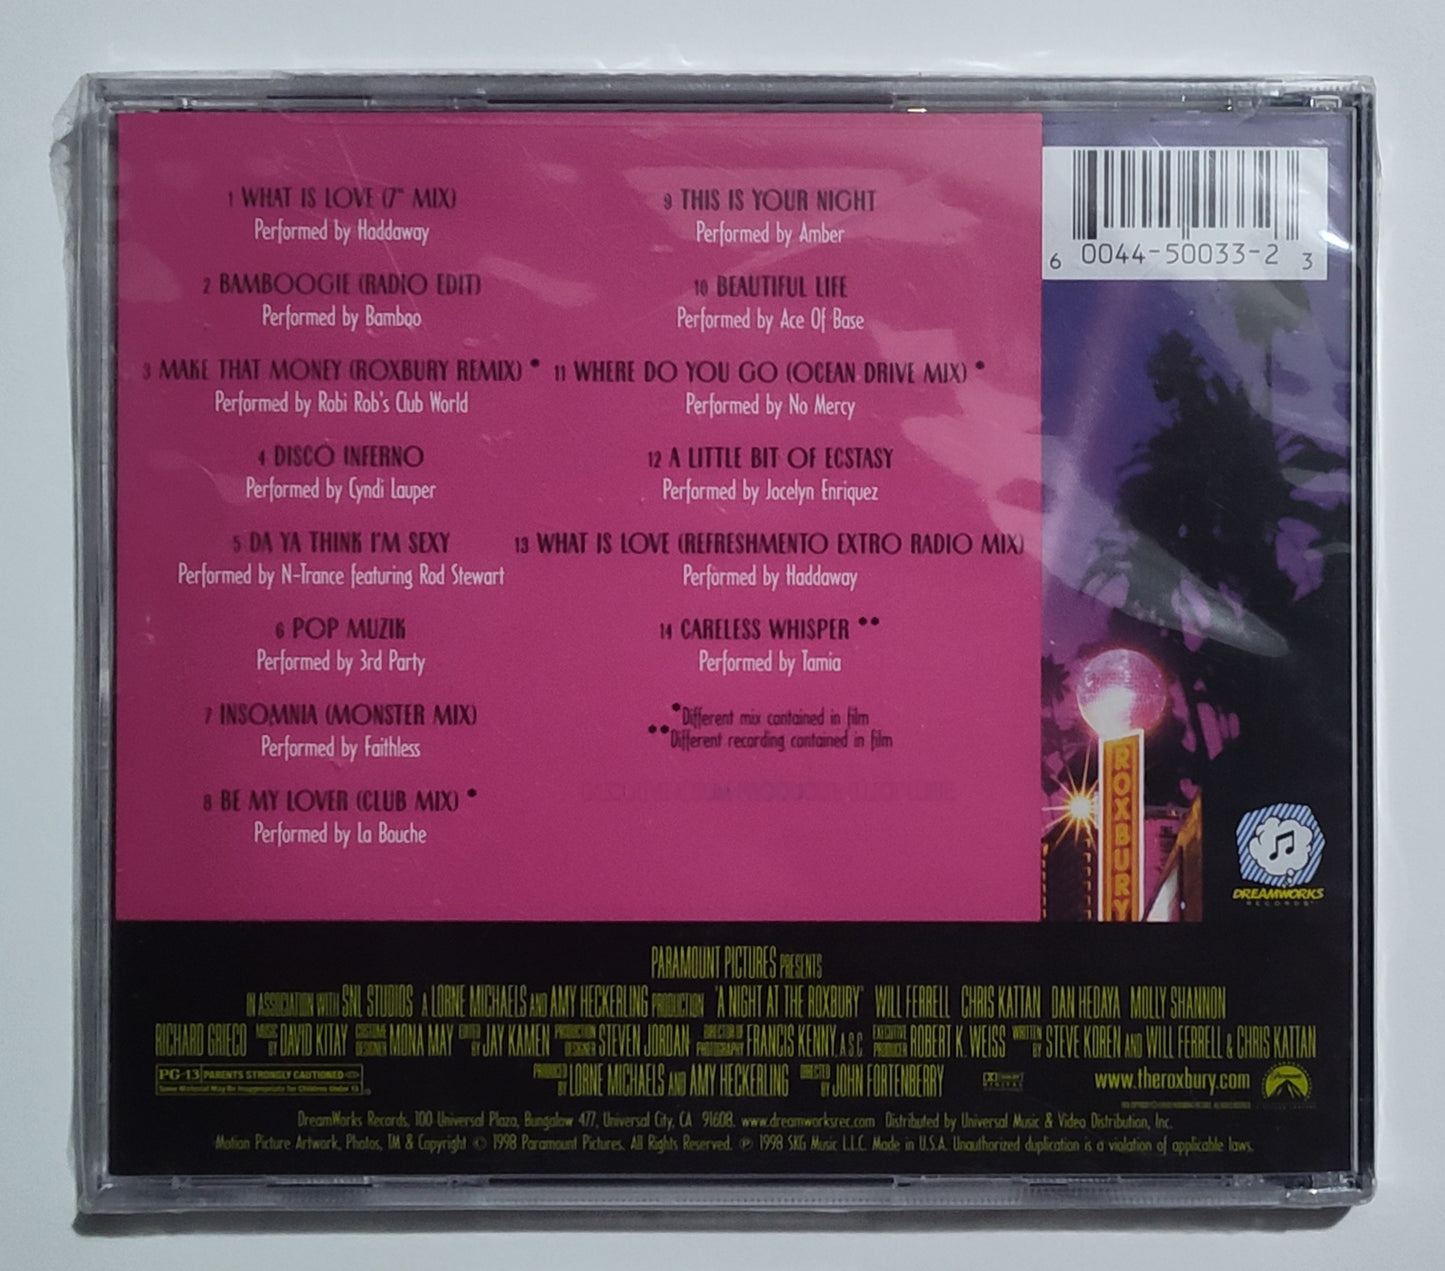 1 WHAT IS LOVE (7" MIX)
Performed by Haddaway
2 BAMBOOGIE (RADIO EDIT)
Performed by Bamboo
3 MAKE THAT MONEY (ROXBURY REMIX) *
Performed by Robi Rob's Club World
4 DISCO INFERNO
Performed by Cyndi Lauper
5 DA YA THINK I'M SEXY
Performed by N-Trance featuring Rod Stewart
6 POP MUZIK
Performed by 3rd Party
7 INSOMNIA (MONSTER MIX)
Performed by Faithless
8 BE MY LOVER (CLUB MIX) *
Performed by La Bouche
9 THIS IS YOUR NIGHT
Performed by Amber
10 BEAUTIFUL LIFE
Performed by Ace Of Base
11 WHERE DO YOU GO (OCEAN DRIVE MIX) *
Performed by No Mercy
12 A LITTLE BIT OF ECSTASY
Performed by Jocelyn Enriquez
13 WHAT IS LOVE (REFRESHMENTO EXTRO RADIO MIX)
Performed by Haddaway
14 CARELESS WHISPER **
Performed by Tamia
*Different mix contained in film
**Different recording contained in film
6 0044-50033-2 3
ROXBURY
DREAMWORKS
RECORDS
PARAMOUNT PICTURES PRESENTS
IN ASSOCIATION WITH SNL STUDIOS A LORNE MICHAELS AND AMY HECKERLING PRODUCTION "A NIGHT AT THE ROXBURY" WILL FERRELL CHRIS KATTAN DAN HEDAYA MOLLY SHANNON
RICHARD GRIECO MUSIC BY DAVID KITAY COSTUME DESIGNER MONA MAY EDITED BY JAY KAMEN PRODUCTION DESIGNER STEVEN JORDAN DIRECTOR OF PHOTOGRAPHY FRANCIS KENNY, A.S.C. EXECUTIVE PRODUCER ROBERT K. WEISS WRITTEN BY STEVE KOREN AND WILL FERRELL & CHRIS KATTAN
PG-13 PARENTS STRONGLY CAUTIONED
Some Material May Be Inappropriate for Children Under 13
PRODUCED BY LORNE MICHAELS AND AMY HECKERLING DIRECTED BY JOHN FORTENBERRY
DIGITAL
www.theroxbury.com
Paramount
DreamWorks Records, 100 Universal Plaza, Bungalow 477, Universal City, CA 91608. www.dreamworksrec.com Distributed by Universal Music & Video Distribution, Inc.
Motion Picture Artwork, Photos, TM & Copyright © 1998 Paramount Pictures. All Rights Reserved. ℗ 1998 SKG Music L.L.C. Made in U.S.A. Unauthorized duplication is a violation of applicable laws.